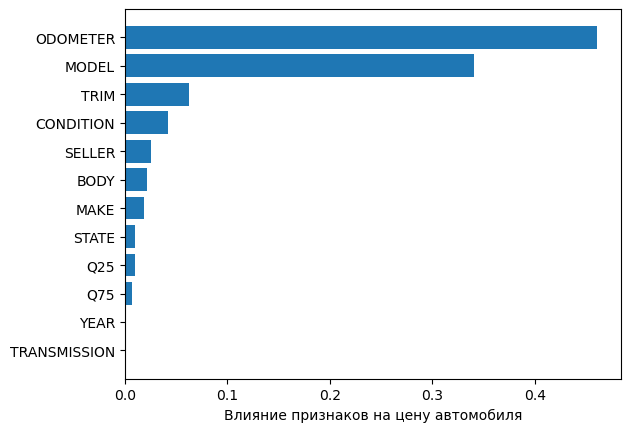 ODOMETER
MODEL
TRIM
CONDITION
SELLER
BODY
MAKE
STATE
Q25
Q75
YEAR
TRANSMISSION
0.0 0.1 0.2 0.3 0.4
Влияние признаков на цену автомобиля